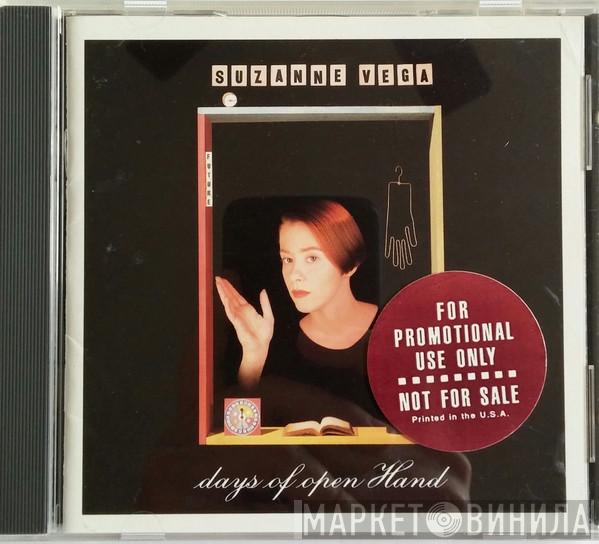 SUZANNE VEGA
FUTURE
FOR
PROMOTIONAL
USE ONLY
NOT FOR SALE
Printed in the U.S.A.
days of open Hand
МАРКЕТ ВИНИЛА